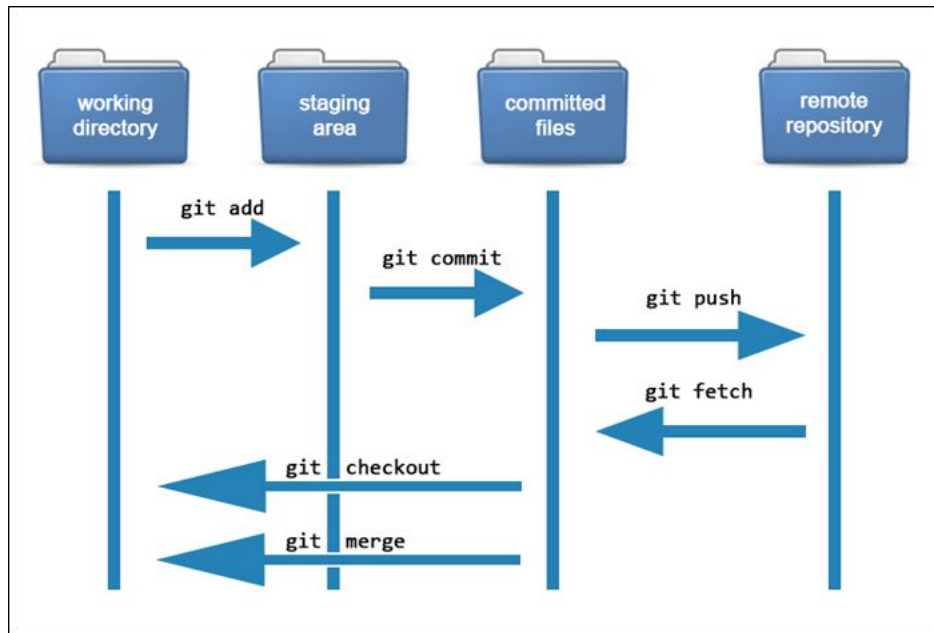 working
directory
staging
area
committed
files
remote
repository
git add
git commit
git push
git fetch
git checkout
git merge